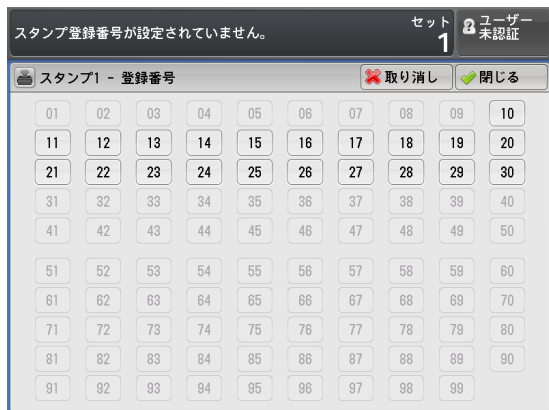 スタンプ登録番号が設定されていません。
セット
1
ユーザー
未認証
スタンプ1 - 登録番号
取り消し
閉じる
01 02 03 04 05 06 07 08 09 10
11 12 13 14 15 16 17 18 19 20
21 22 23 24 25 26 27 28 29 30
31 32 33 34 35 36 37 38 39 40
41 42 43 44 45 46 47 48 49 50
51 52 53 54 55 56 57 58 59 60
61 62 63 64 65 66 67 68 69 70
71 72 73 74 75 76 77 78 79 80
81 82 83 84 85 86 87 88 89 90
91 92 93 94 95 96 97 98 99